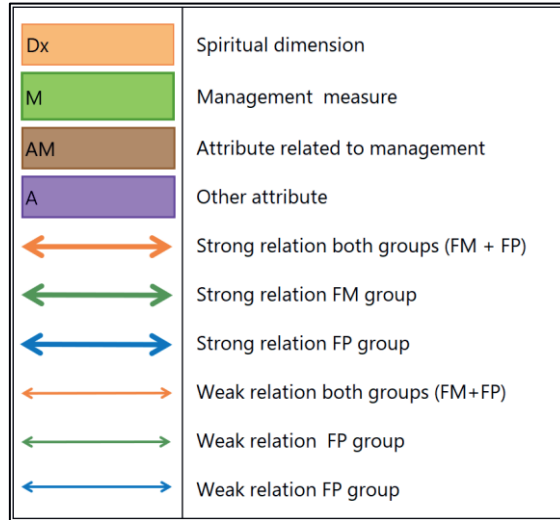 Dx Spiritual dimension
M Management measure
AM Attribute related to management
A Other attribute
Strong relation both groups (FM + FP)
Strong relation FM group
Strong relation FP group
Weak relation both groups (FM+FP)
Weak relation FP group
Weak relation FP group